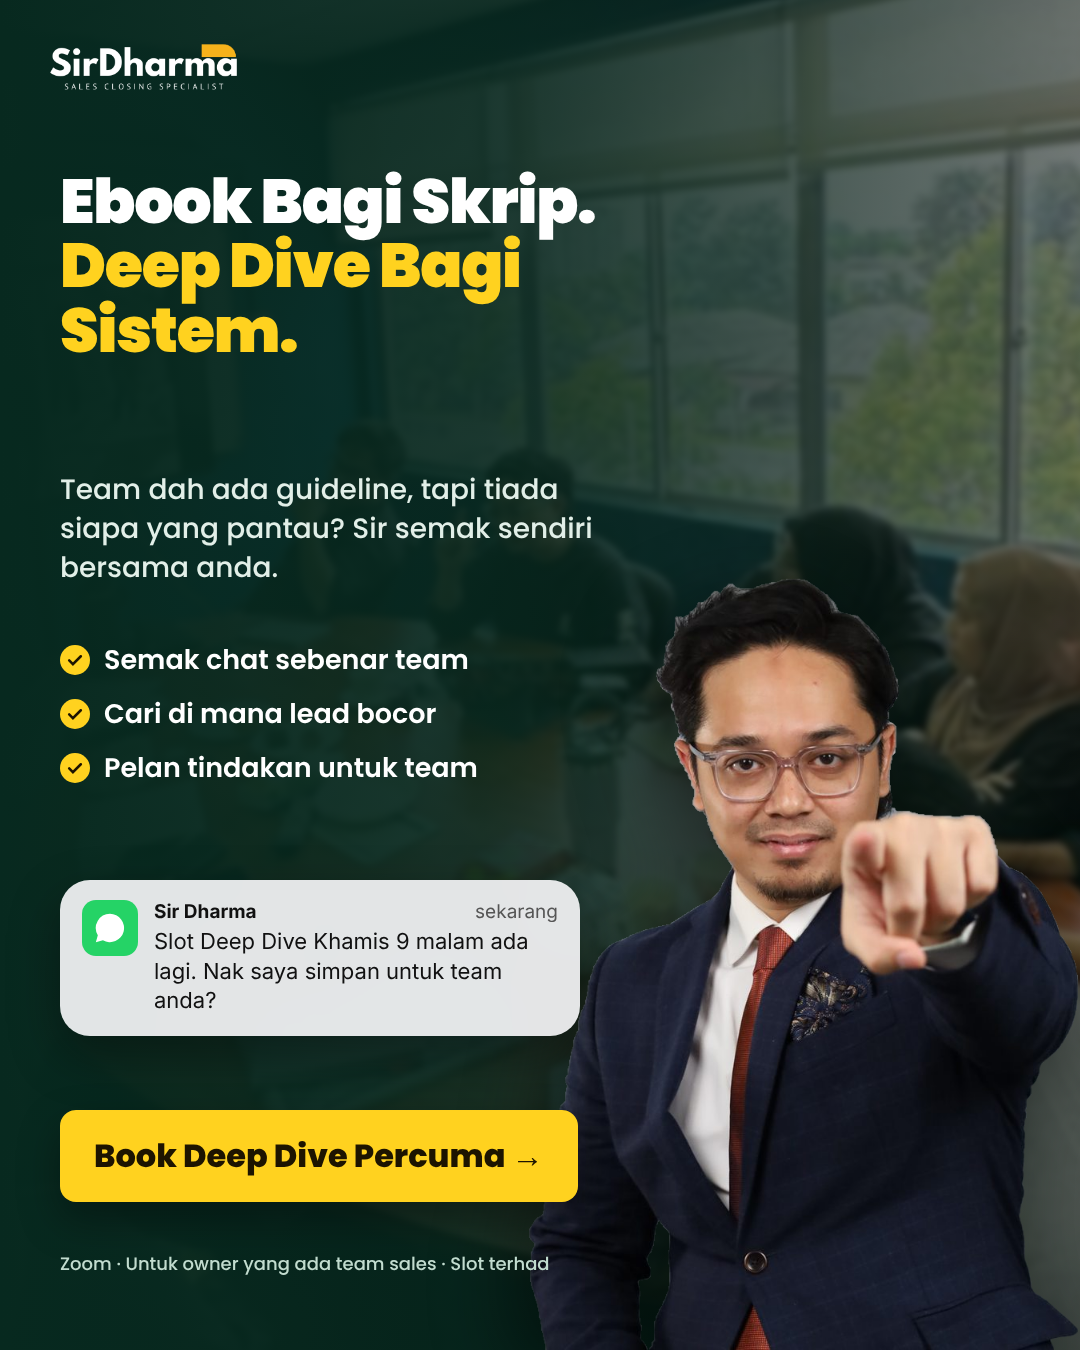 SirDharma
SALES CLOSING SPECIALIST
Ebook Bagi Skrip.
Deep Dive Bagi
Sistem.
Team dah ada guideline, tapi tiada
siapa yang pantau? Sir semak sendiri
bersama anda.
Semak chat sebenar team
Cari di mana lead bocor
Pelan tindakan untuk team
Sir Dharma sekarang
Slot Deep Dive Khamis 9 malam ada
lagi. Nak saya simpan untuk team
anda?
Book Deep Dive Percuma →
Zoom · Untuk owner yang ada team sales · Slot terhad